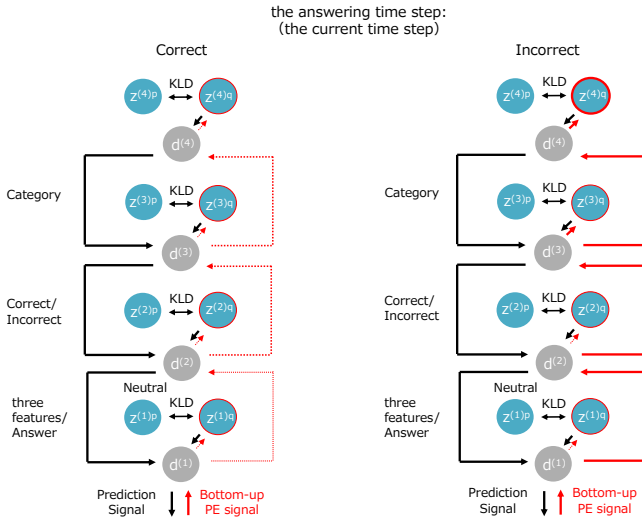 the answering time step:
(the current time step)
Correct
KLD
z(4)p
z(4)q
d(4)
Category
KLD
z(3)p
z(3)q
d(3)
Correct/
Incorrect
KLD
z(2)p
z(2)q
d(2)
Neutral
three
features/
Answer
KLD
z(1)p
z(1)q
d(1)
Prediction
Signal
Bottom-up
PE signal
Incorrect
KLD
z(4)p
z(4)q
d(4)
Category
KLD
z(3)p
z(3)q
d(3)
Correct/
Incorrect
KLD
z(2)p
z(2)q
d(2)
Neutral
three
features/
Answer
KLD
z(1)p
z(1)q
d(1)
Prediction
Signal
Bottom-up
PE signal